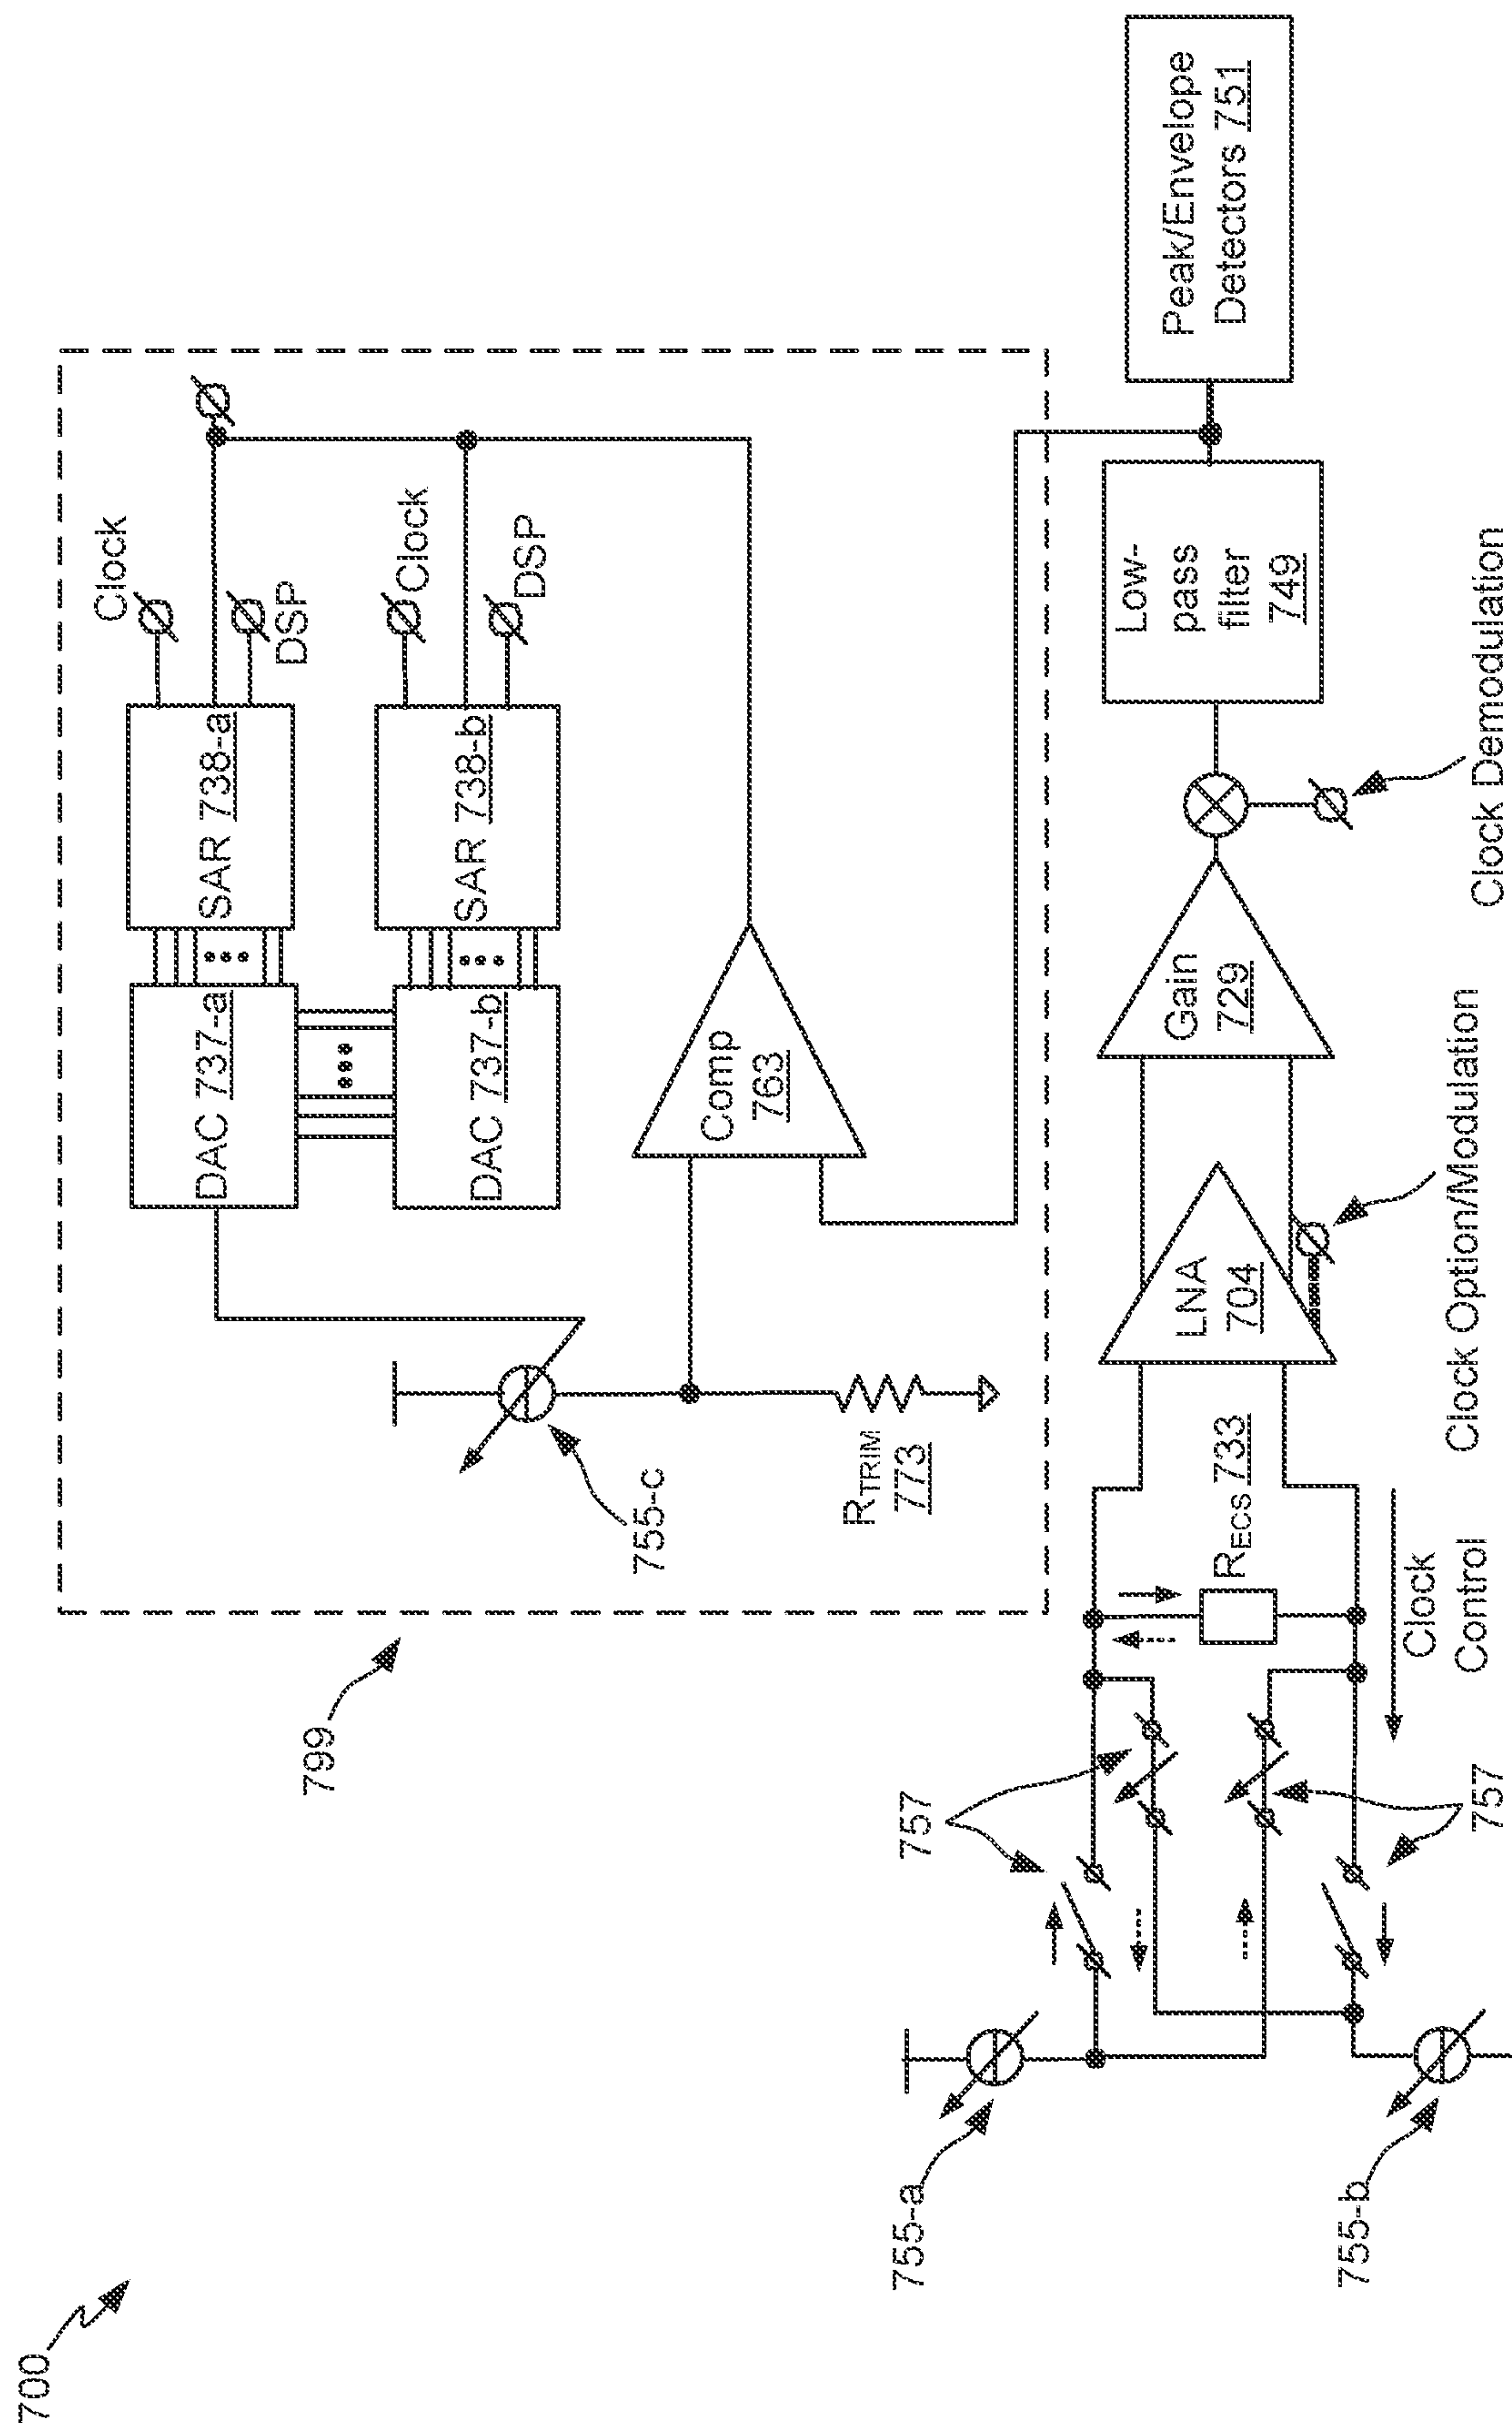 700
799
Clock
DAC 737-a
SAR 738-a
DSP
Clock
DAC 737-b
SAR 738-b
DSP
755-c
Comp
763
R_TRIM
773
755-a
757
LNA
704
Gain
729
Low-
pass
filter
749
Peak/Envelope
Detectors 751
R_ECS 733
755-b
757
Clock
Control
Clock Option/Modulation
Clock Demodulation